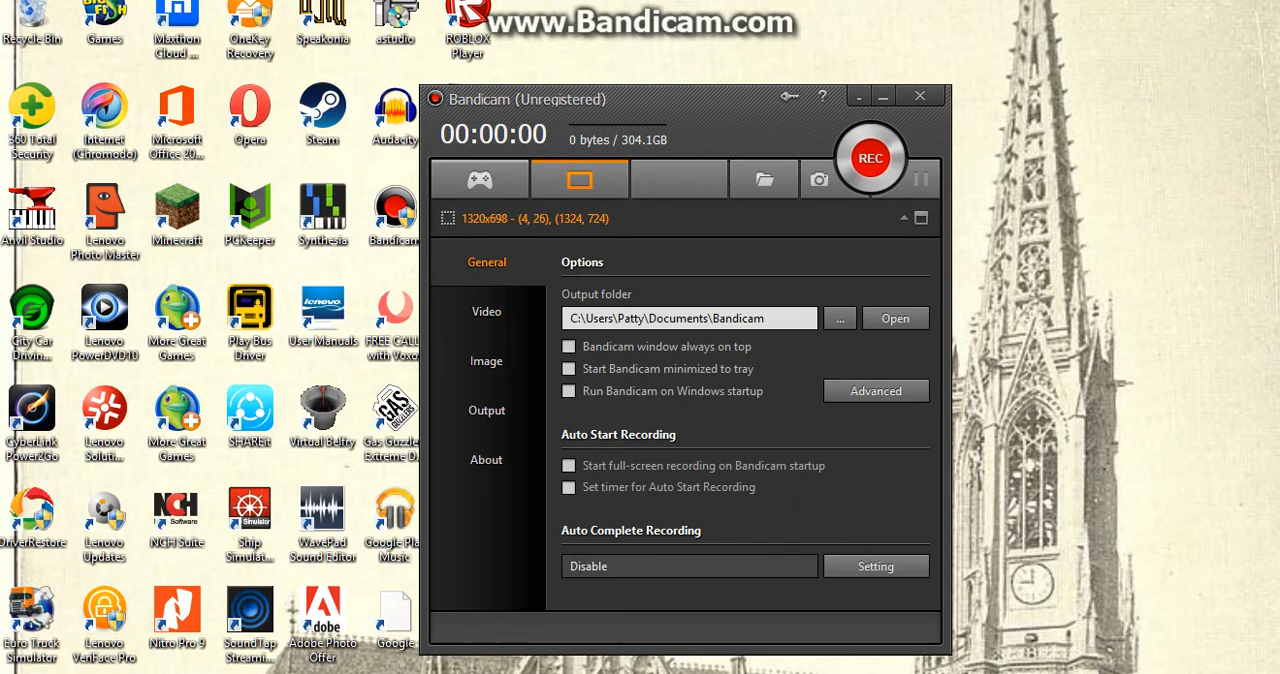 www.Bandicam.com
Recycle Bin
Games
Maxthon
Cloud ...
OneKey
Recovery
Speakonia
astudio
ROBLOX
Player
360 Total
Security
Internet
(Chromodo)
Microsoft
Office 20...
Opera
Steam
Audacity
Anvil Studio
Lenovo
Photo Master
Minecraft
PCKeeper
Synthesia
Bandicam
City Car
Drivin...
Lenovo
PowerDVD10
More Great
Games
Play Bus
Driver
lenovo
User Manuals
FREE CALL
with Voxo
CyberLink
Power2Go
Lenovo
Soluti...
More Great
Games
SHAREit
Virtual Belfry
GAS
GUZZLERS
Gas Guzzle
Extreme D
DriverRestore
Lenovo
Updates
NCH
Software
NCH Suite
Simulator
Ship
Simulat...
WavePad
Sound Editor
Google Pla
Music
Euro Truck
Simulator
Lenovo
VeriFace Pro
Nitro Pro 9
SoundTap
Streami...
Adobe
Adobe Photo
Offer
Google
Bandicam (Unregistered)
?
00:00:00
0 bytes / 304.1GB
REC
1320x698 - (4, 26), (1324, 724)
General
Video
Image
Output
About
Options
Output folder
C:\Users\Patty\Documents\Bandicam
...
Open
Bandicam window always on top
Start Bandicam minimized to tray
Run Bandicam on Windows startup
Advanced
Auto Start Recording
Start full-screen recording on Bandicam startup
Set timer for Auto Start Recording
Auto Complete Recording
Disable
Setting